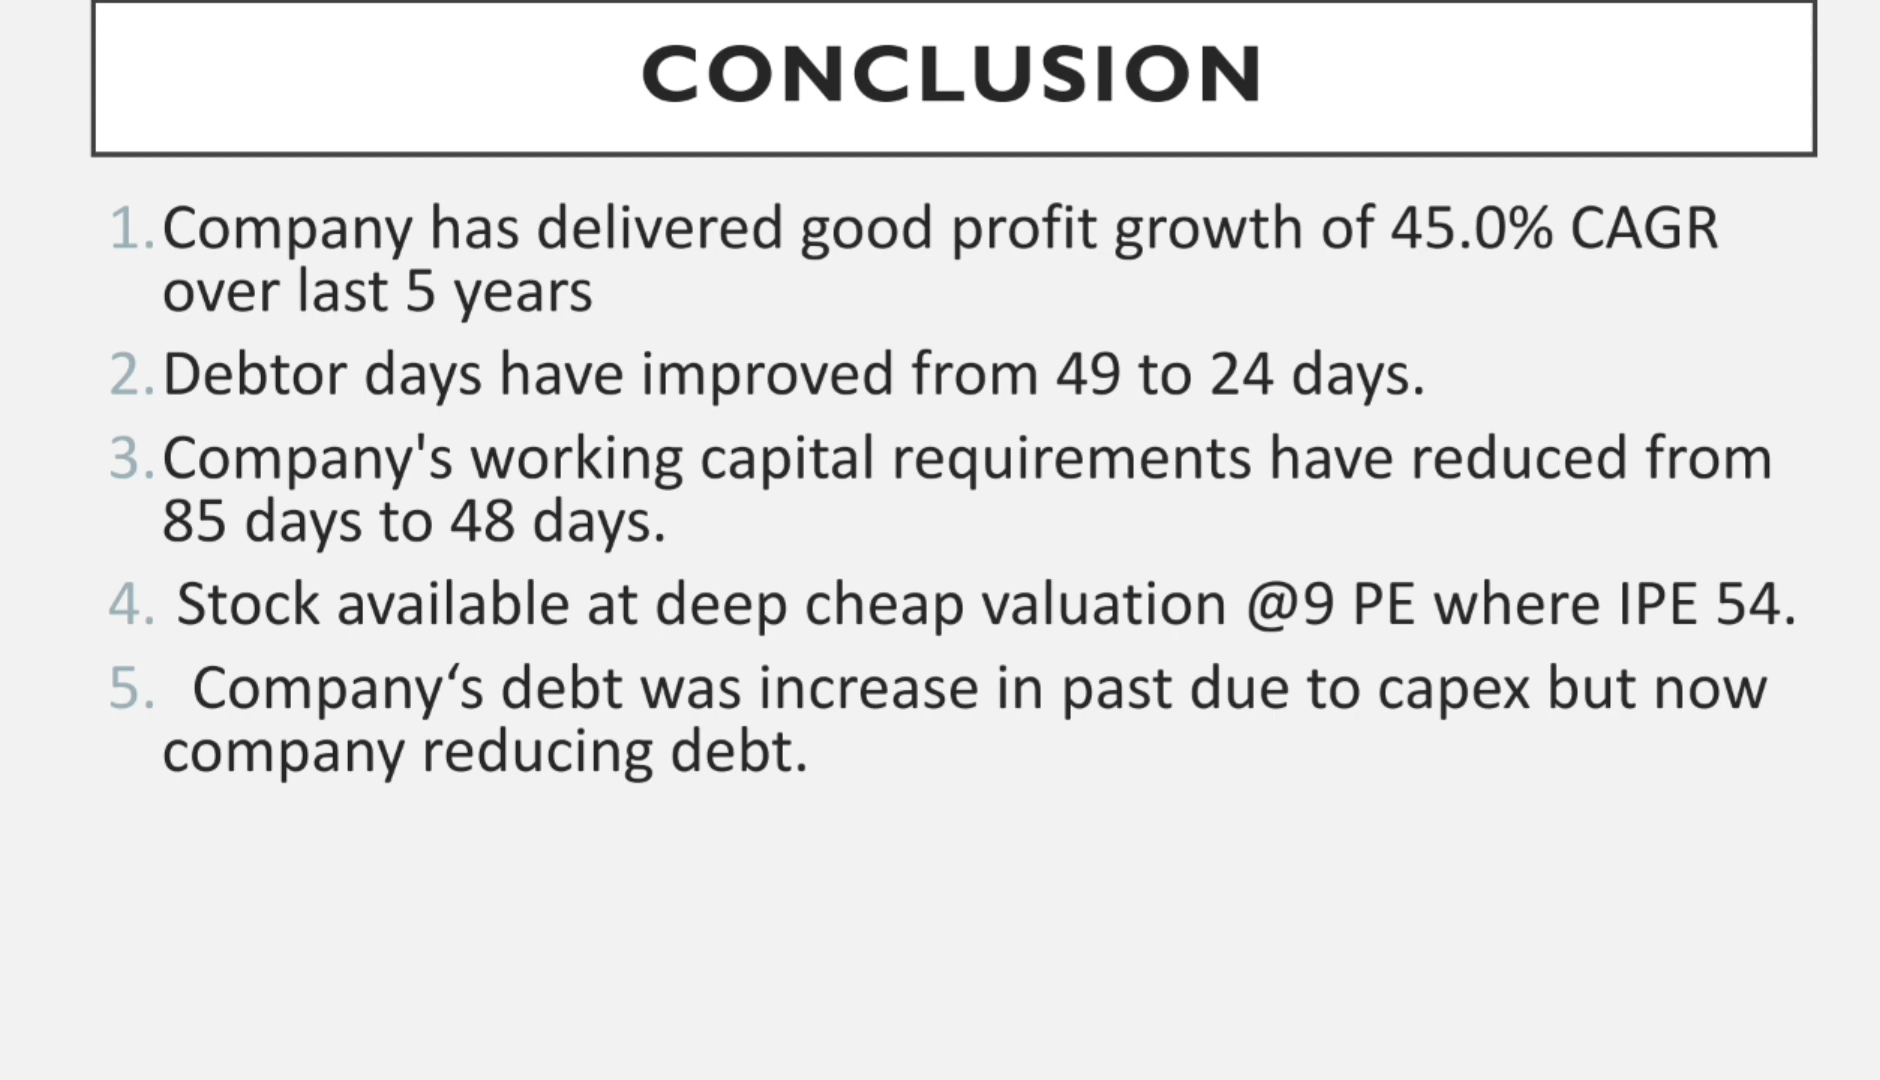 CONCLUSION
1. Company has delivered good profit growth of 45.0% CAGR
over last 5 years
2. Debtor days have improved from 49 to 24 days.
3. Company's working capital requirements have reduced from
85 days to 48 days.
4. Stock available at deep cheap valuation @9 PE where IPE 54.
5. Company‘s debt was increase in past due to capex but now
company reducing debt.